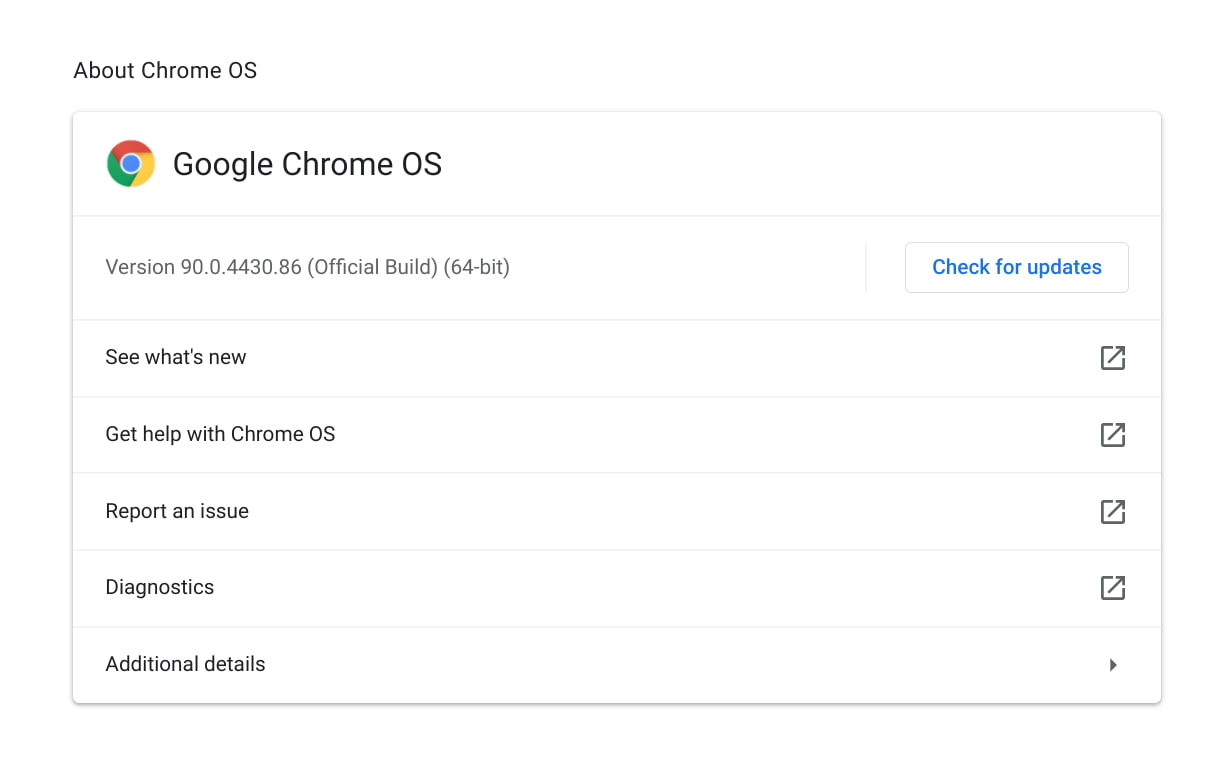 About Chrome OS
Google Chrome OS
Version 90.0.4430.86 (Official Build) (64-bit)
Check for updates
See what's new
Get help with Chrome OS
Report an issue
Diagnostics
Additional details